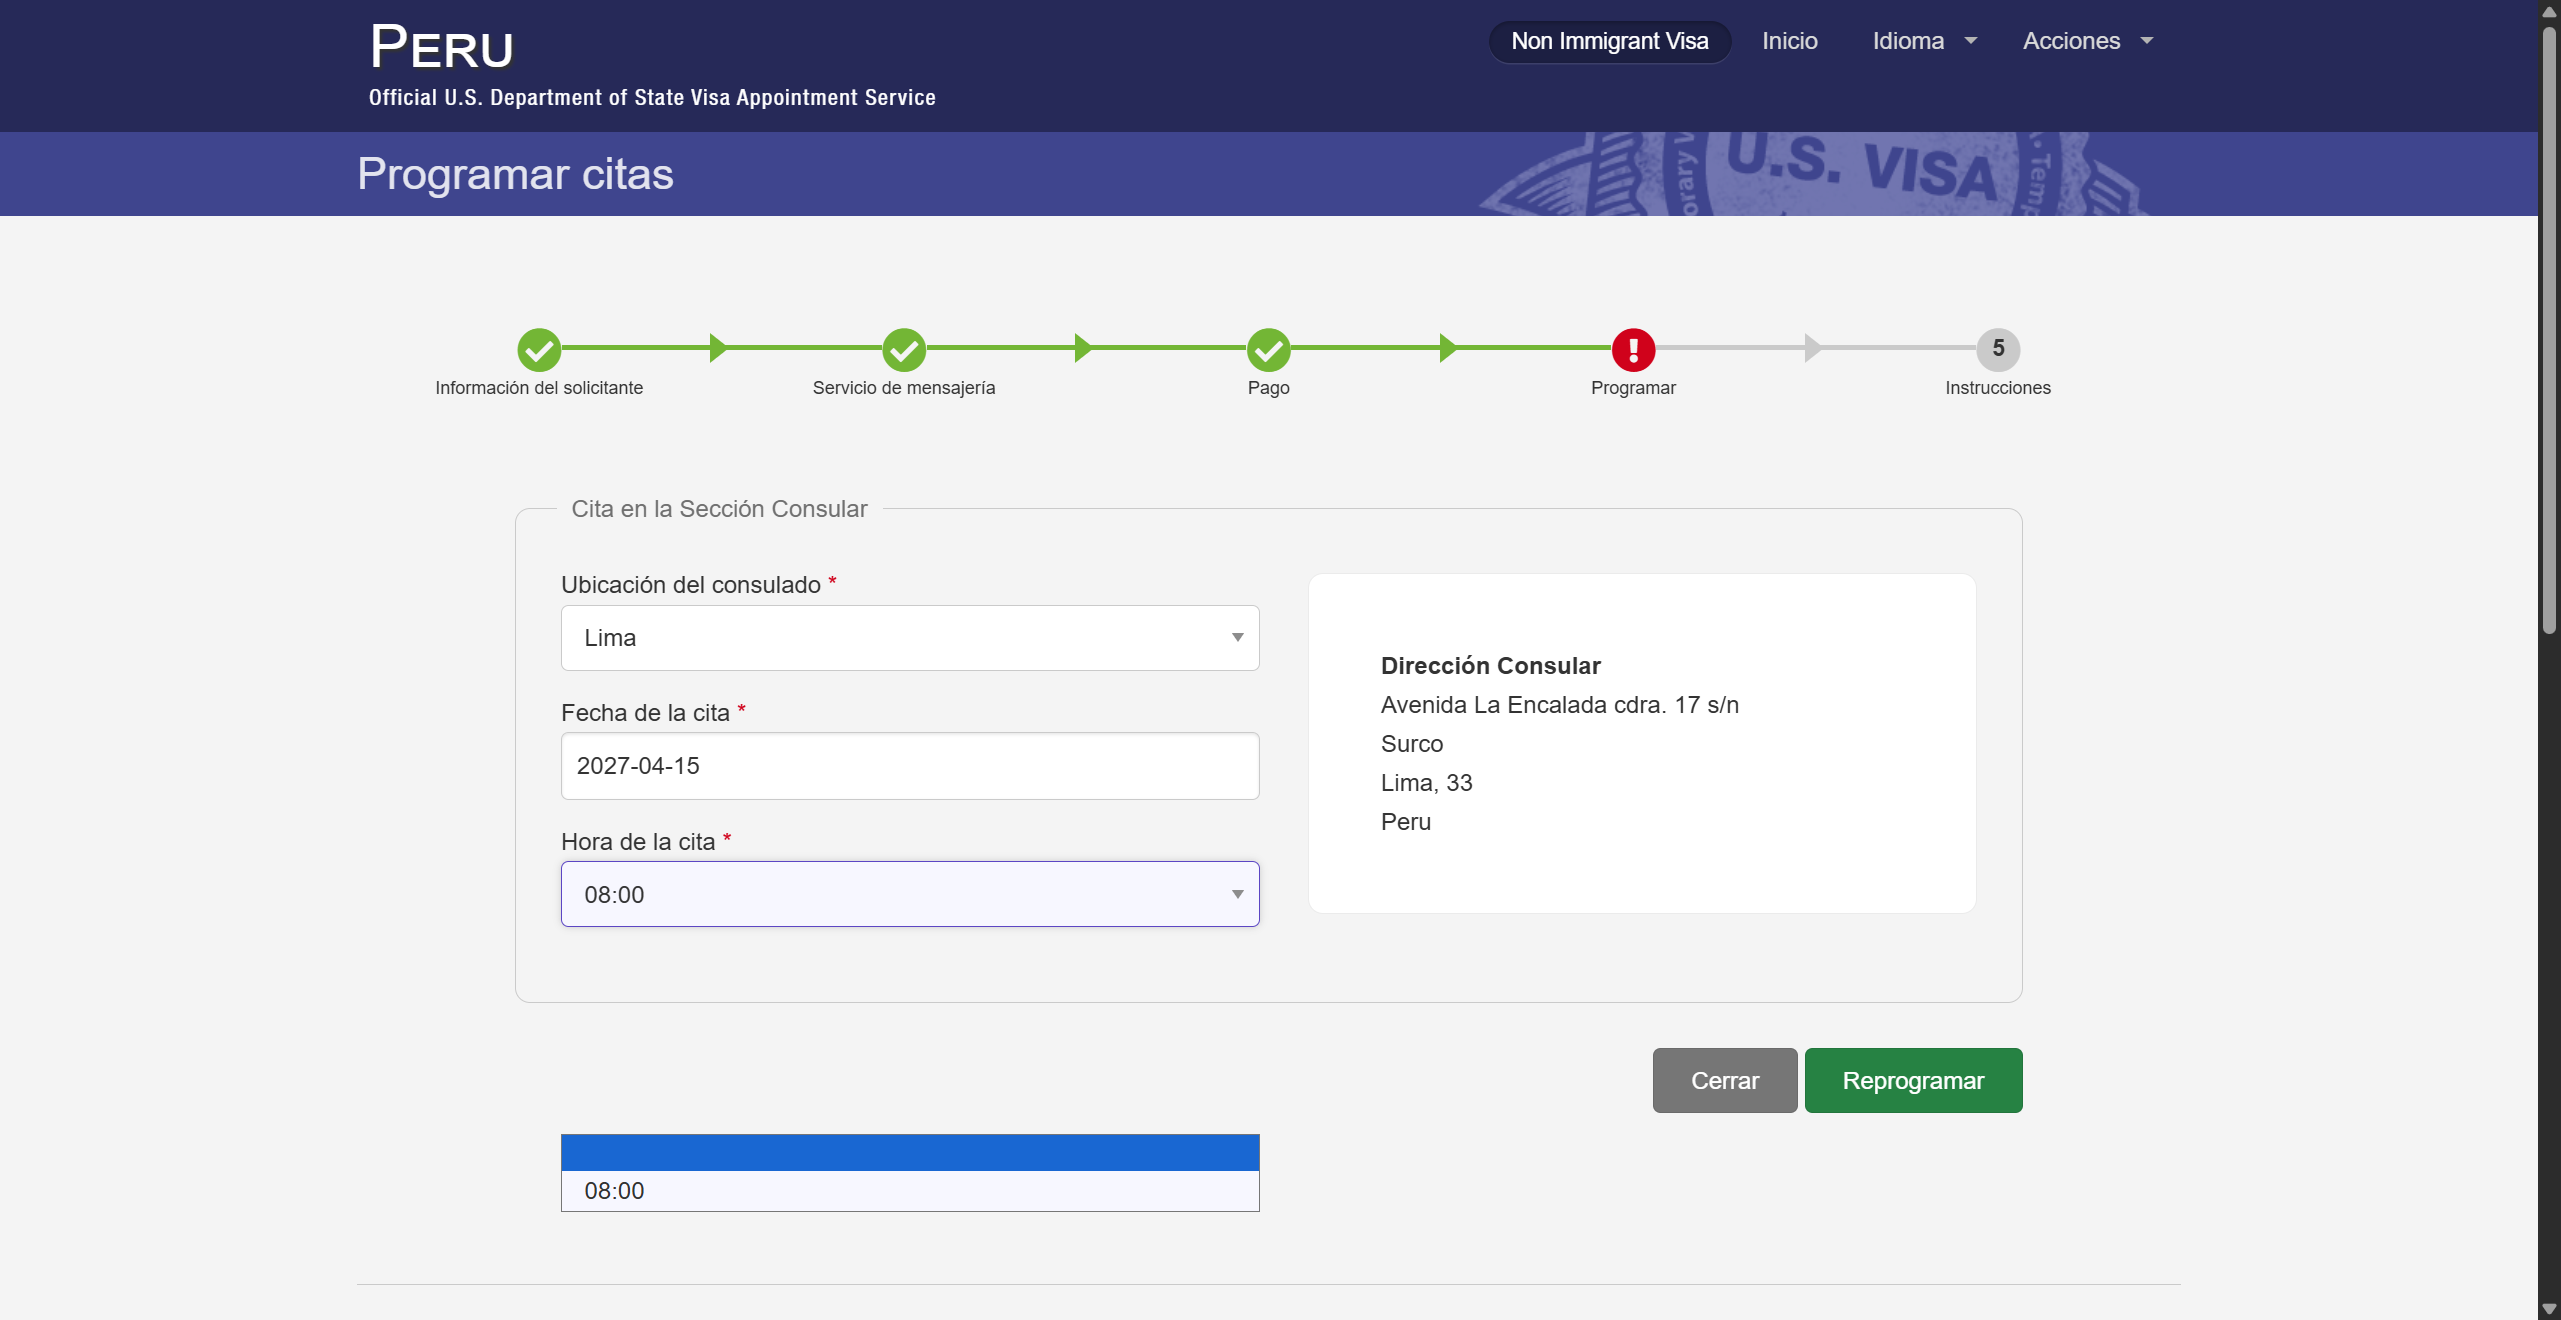 PERU
Official U.S. Department of State Visa Appointment Service
Non Immigrant Visa
Inicio
Idioma
Acciones
Programar citas
orary V
U.S. VISA
Temp
5
Información del solicitante
Servicio de mensajería
Pago
Programar
Instrucciones
Cita en la Sección Consular
Ubicación del consulado *
Lima
Fecha de la cita *
2027-04-15
Hora de la cita *
08:00
Dirección Consular
Avenida La Encalada cdra. 17 s/n
Surco
Lima, 33
Peru
Cerrar
Reprogramar
08:00